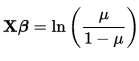 𝐗𝜷 = ln(μ / (1 − μ))